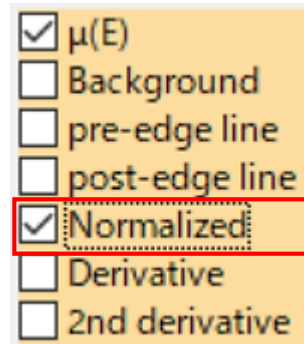 μ(E)
Background
pre-edge line
post-edge line
Normalized
Derivative
2nd derivative